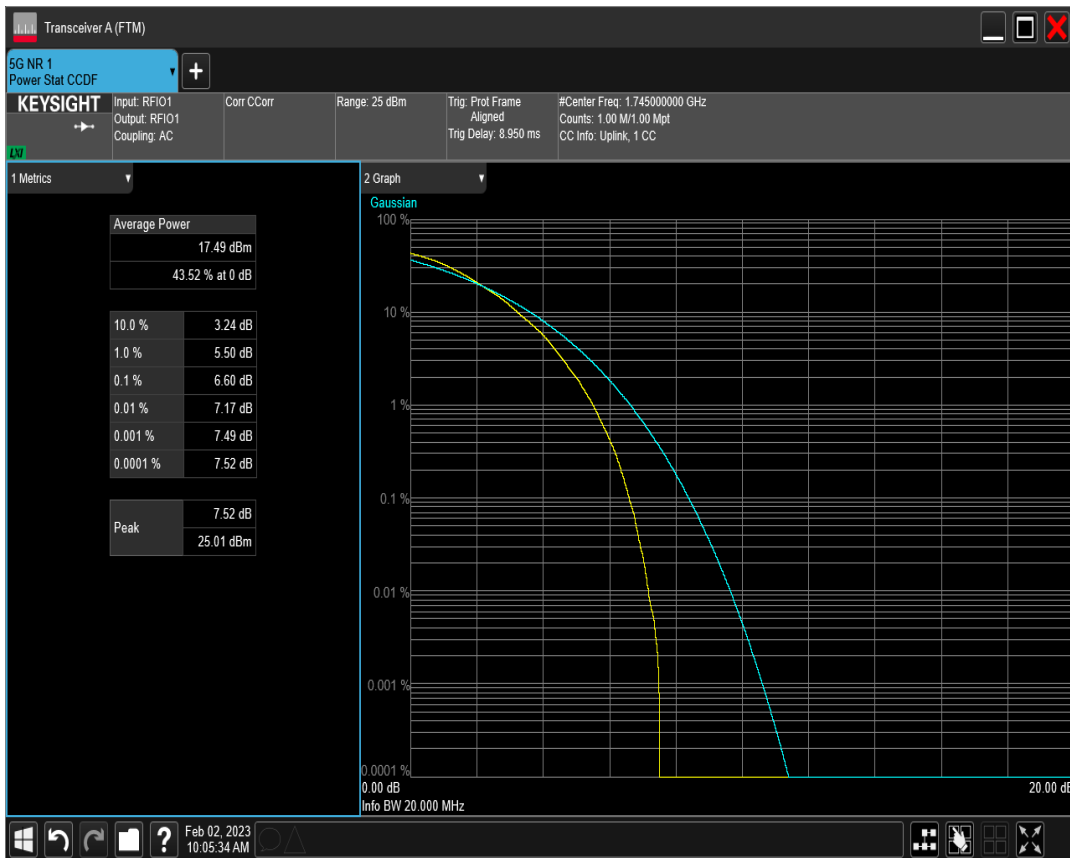 Transceiver A (FTM)
5G NR 1
Power Stat CCDF
KEYSIGHT
LXI
Input: RFIO1
Output: RFIO1
Coupling: AC
Corr CCorr
Range: 25 dBm
Trig: Prot Frame
Aligned
Trig Delay: 8.950 ms
#Center Freq: 1.745000000 GHz
Counts: 1.00 M/1.00 Mpt
CC Info: Uplink, 1 CC
1 Metrics
Average Power
17.49 dBm
43.52 % at 0 dB
10.0 % 3.24 dB
1.0 % 5.50 dB
0.1 % 6.60 dB
0.01 % 7.17 dB
0.001 % 7.49 dB
0.0001 % 7.52 dB
Peak 7.52 dB
25.01 dBm
2 Graph
Gaussian
100 %
10 %
1 %
0.1 %
0.01 %
0.001 %
0.0001 %
0.00 dB 20.00 dB
Info BW 20.000 MHz
Feb 02, 2023
10:05:34 AM